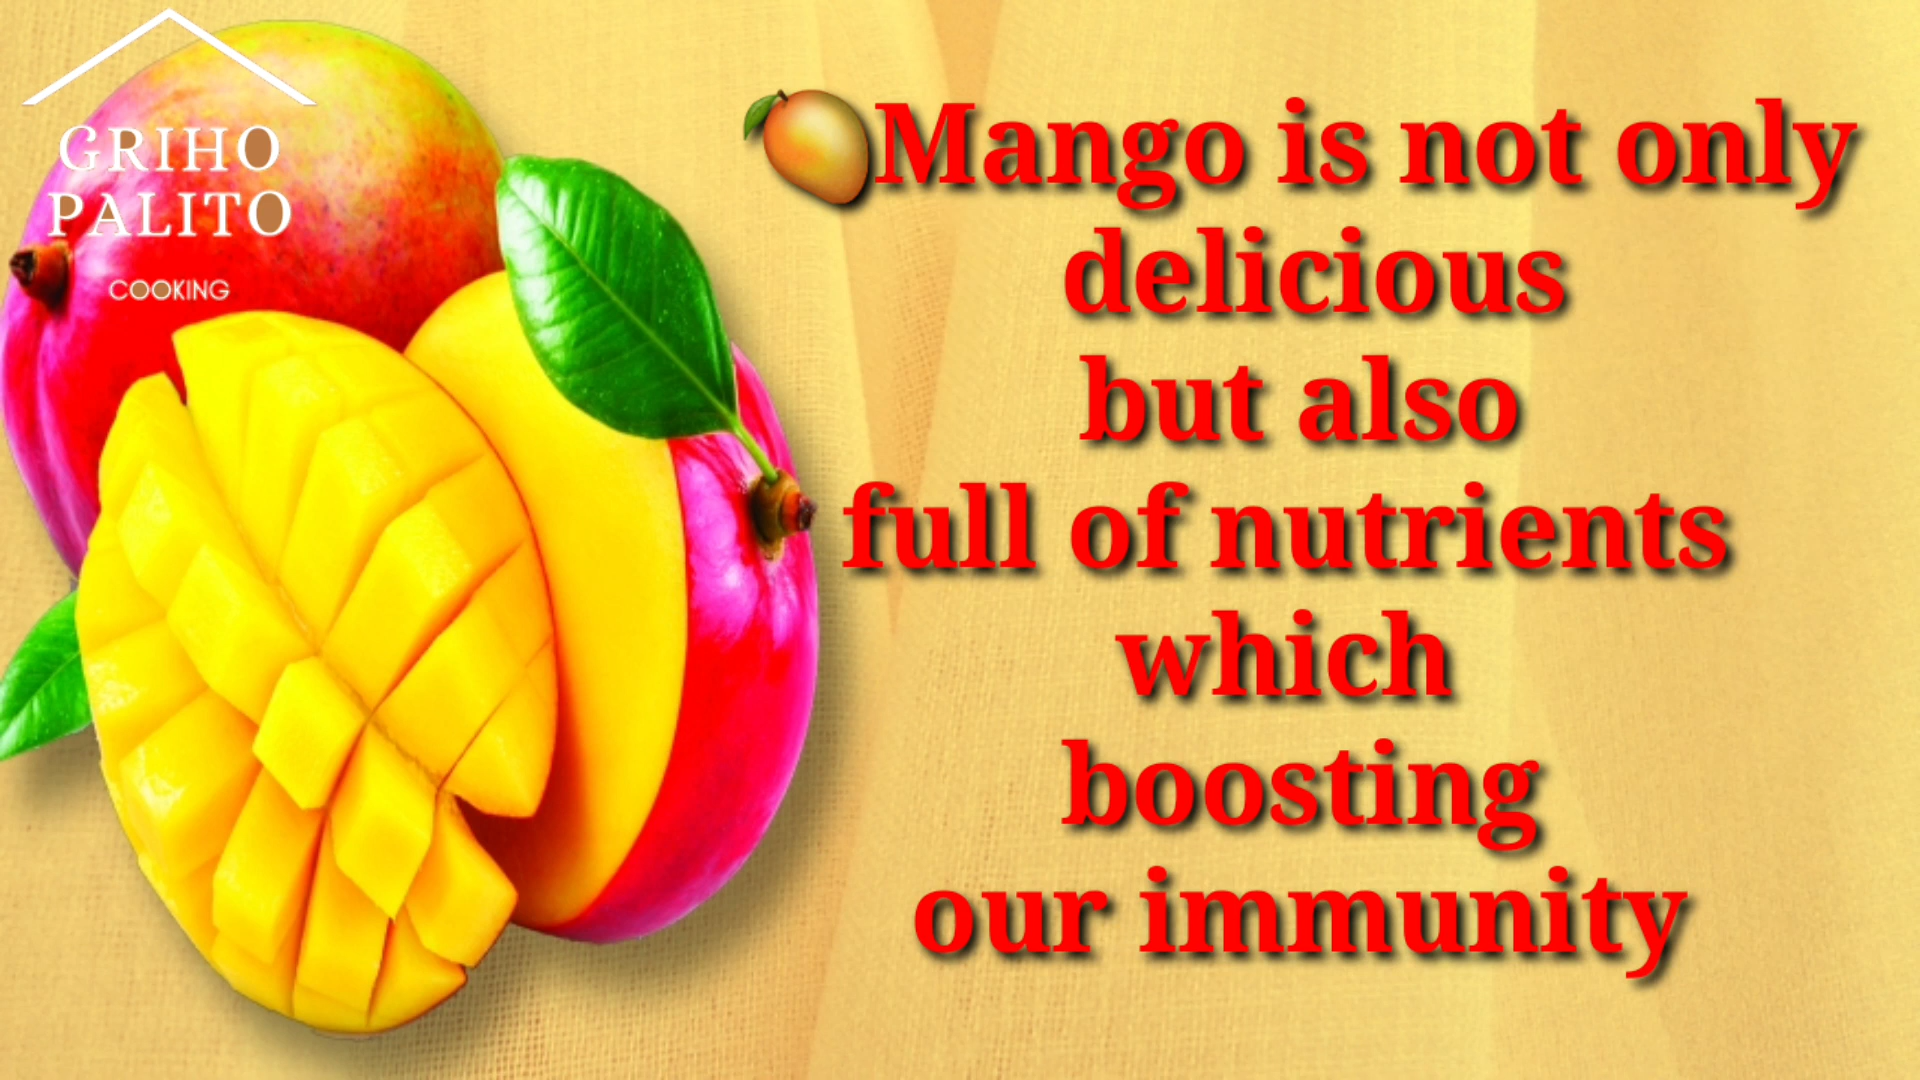 GRIHO
PALITO
COOKING
🥭Mango is not only
delicious
but also
full of nutrients
which
boosting
our immunity